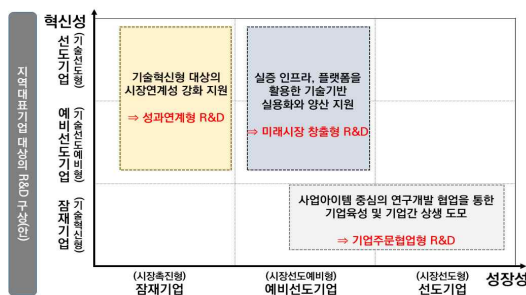 혁신성
지역대표기업 대상의 R&D 구상(안)
선도기업
(기술선도형)
예비선도기업
(기술선도예비형)
잠재기업
(기술혁신형)
기술혁신형 대상의
시장연계성 강화 지원
⇒ 성과연계형 R&D
실증 인프라, 플랫폼을
활용한 기술기반
실용화와 양산 지원
⇒ 미래시장 창출형 R&D
사업아이템 중심의 연구개발 협업을 통한
기업육성 및 기업간 상생 도모
⇒ 기업주문협업형 R&D
(시장촉진형)
잠재기업
(시장선도예비형)
예비선도기업
(시장선도형)
선도기업
성장성